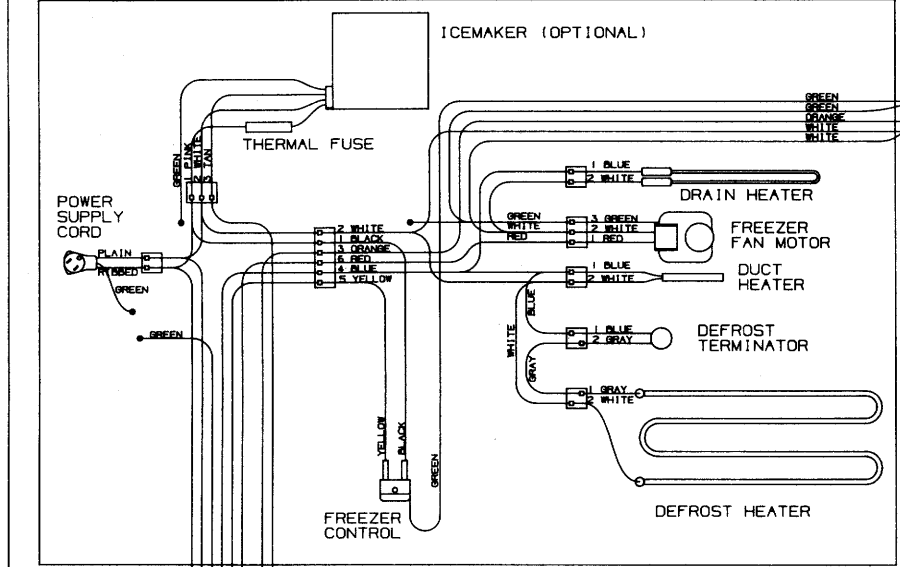 ICEMAKER (OPTIONAL)
GREEN
GREEN
ORANGE
WHITE
WHITE
THERMAL FUSE
GREEN
1 PINK
2 WHITE
3 TAN
1 BLUE
2 WHITE
DRAIN HEATER
POWER
SUPPLY
CORD
PLAIN
RIBBED
GREEN
GREEN
2 WHITE
1 BLACK
3 ORANGE
6 RED
4 BLUE
5 YELLOW
GREEN
WHITE
RED
3 GREEN
2 WHITE
1 RED
FREEZER
FAN MOTOR
1 BLUE
2 WHITE
DUCT
HEATER
BLUE
WHITE
1 BLUE
2 GRAY
DEFROST
TERMINATOR
GRAY
1 GRAY
2 WHITE
YELLOW
BLACK
GREEN
FREEZER
CONTROL
DEFROST HEATER